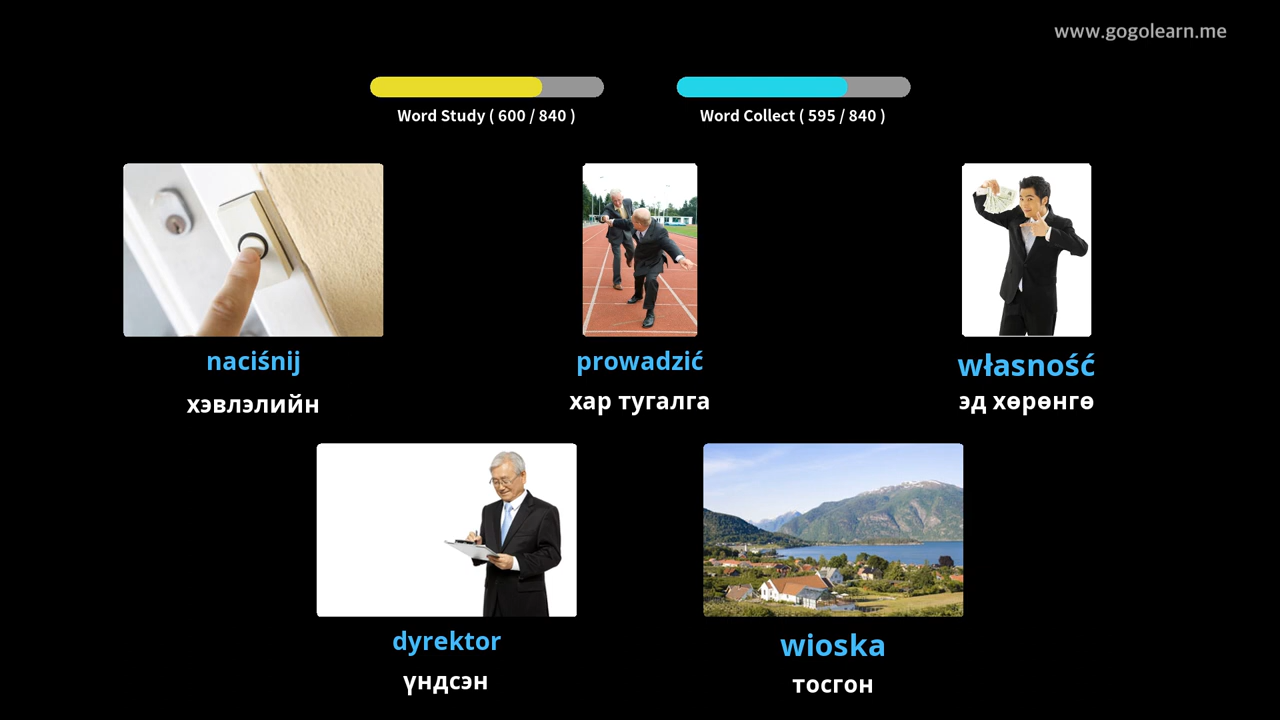 www.gogolearn.me
Word Study ( 600 / 840 )
Word Collect ( 595 / 840 )
naciśnij
хэвлэлийн
prowadzić
хар тугалга
własność
эд хөрөнгө
dyrektor
үндсэн
wioska
тосгон